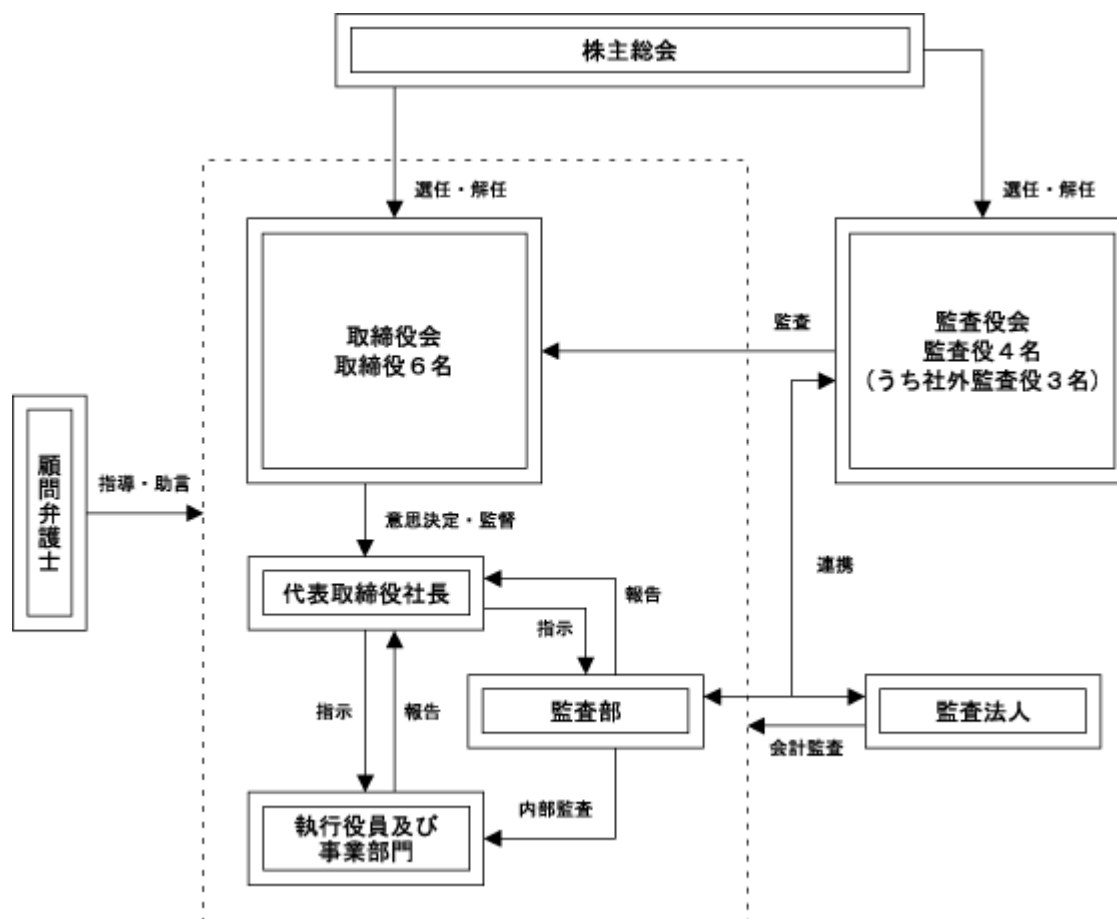 株主総会
選任・解任
選任・解任
取締役会
取締役６名
監査
監査役会
監査役４名
（うち社外監査役３名）
顧問弁護士
指導・助言
意思決定・監督
代表取締役社長
報告
指示
連携
指示
報告
監査部
監査法人
会計監査
内部監査
執行役員及び
事業部門